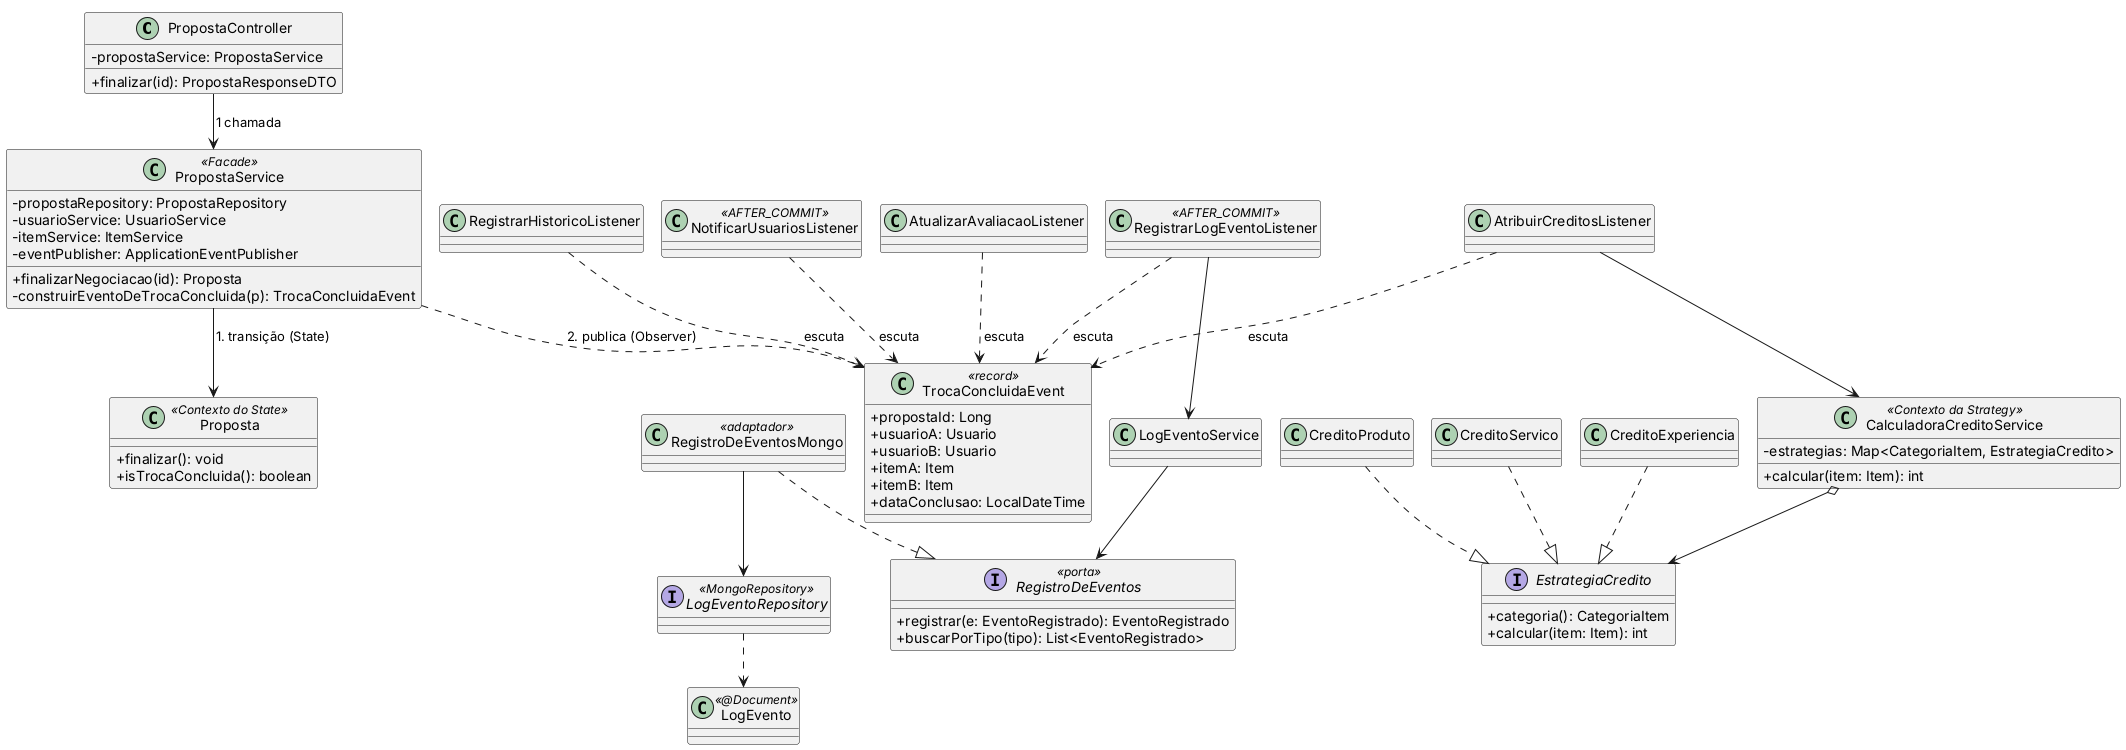 C PropostaController
-propostaService: PropostaService
+finalizar(id): PropostaResponseDTO
1 chamada
C «Facade»
PropostaService
-propostaRepository: PropostaRepository
-usuarioService: UsuarioService
-itemService: ItemService
-eventPublisher: ApplicationEventPublisher
+finalizarNegociacao(id): Proposta
-construirEventoDeTrocaConcluida(p): TrocaConcluidaEvent
C RegistrarHistoricoListener
C «AFTER_COMMIT»
NotificarUsuariosListener
C AtualizarAvaliacaoListener
C «AFTER_COMMIT»
RegistrarLogEventoListener
C AtribuirCreditosListener
1. transição (State)
2. publica (Observer)
escuta
escuta
escuta
escuta
escuta
C «Contexto do State»
Proposta
+finalizar(): void
+isTrocaConcluida(): boolean
C «adaptador»
RegistroDeEventosMongo
C «record»
TrocaConcluidaEvent
+propostaId: Long
+usuarioA: Usuario
+usuarioB: Usuario
+itemA: Item
+itemB: Item
+dataConclusao: LocalDateTime
C LogEventoService
C CreditoProduto
C CreditoServico
C CreditoExperiencia
C «Contexto da Strategy»
CalculadoraCreditoService
-estrategias: Map<CategoriaItem, EstrategiaCredito>
+calcular(item: Item): int
I «MongoRepository»
LogEventoRepository
I «porta»
RegistroDeEventos
+registrar(e: EventoRegistrado): EventoRegistrado
+buscarPorTipo(tipo): List<EventoRegistrado>
I EstrategiaCredito
+categoria(): CategoriaItem
+calcular(item: Item): int
C «@Document»
LogEvento